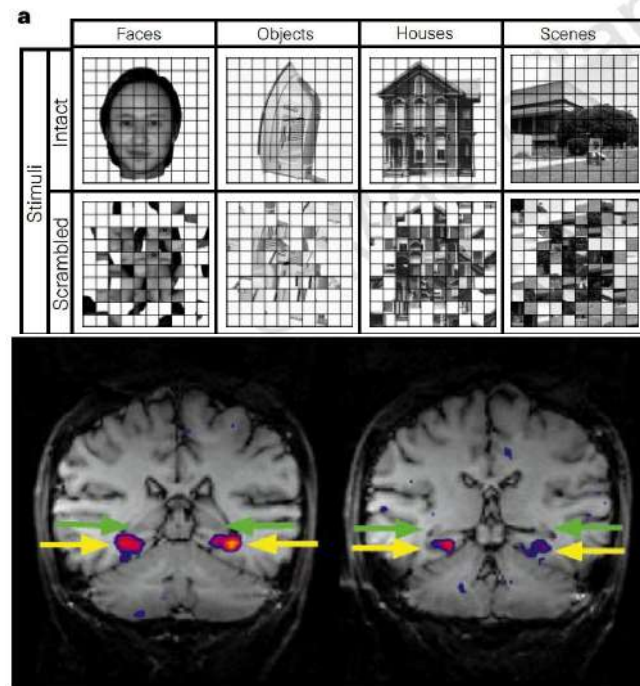 a
Faces
Objects
Houses
Scenes
Stimuli
Intact
Scrambled